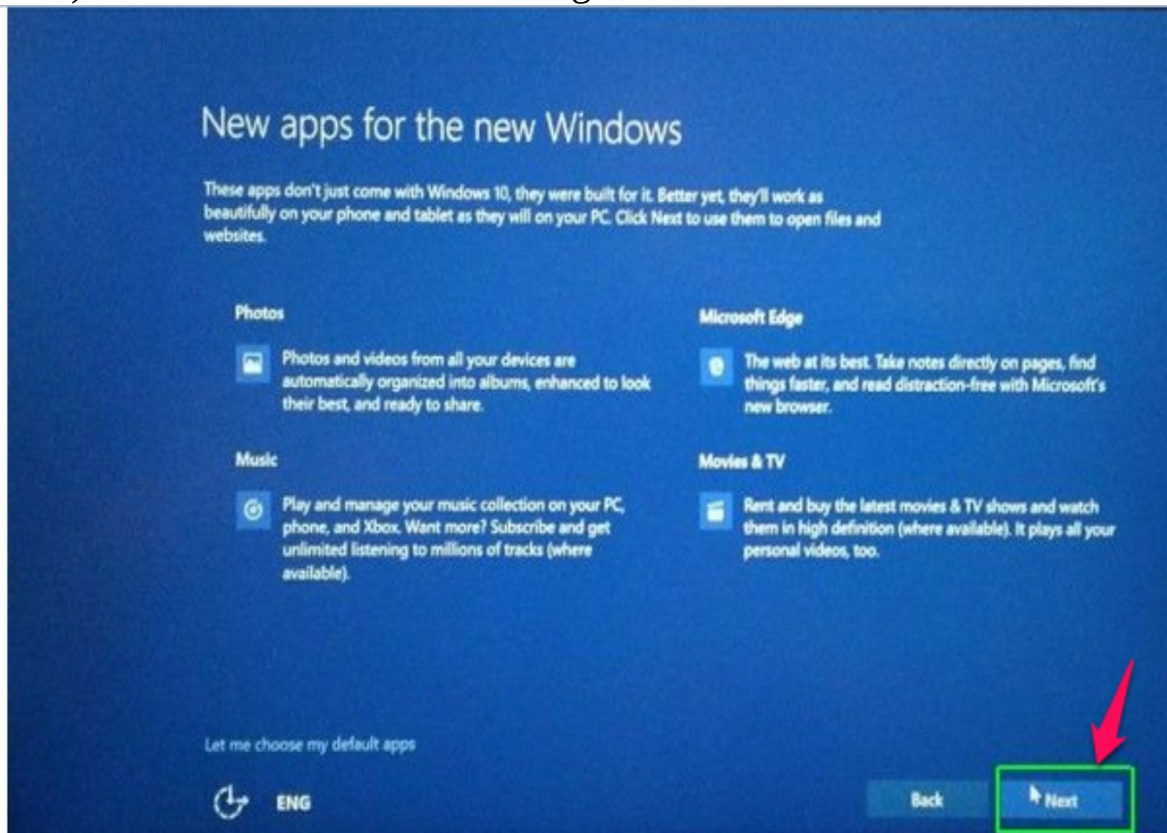 New apps for the new Windows
These apps don't just come with Windows 10, they were built for it. Better yet, they'll work as
beautifully on your phone and tablet as they will on your PC. Click Next to use them to open files and
websites.
Photos
Photos and videos from all your devices are
automatically organized into albums, enhanced to look
their best, and ready to share.
Microsoft Edge
The web at its best. Take notes directly on pages, find
things faster, and read distraction-free with Microsoft's
new browser.
Music
Play and manage your music collection on your PC,
phone, and Xbox. Want more? Subscribe and get
unlimited listening to millions of tracks (where
available).
Movies & TV
Rent and buy the latest movies & TV shows and watch
them in high definition (where available). It plays all your
personal videos, too.
Let me choose my default apps
ENG
Back
Next